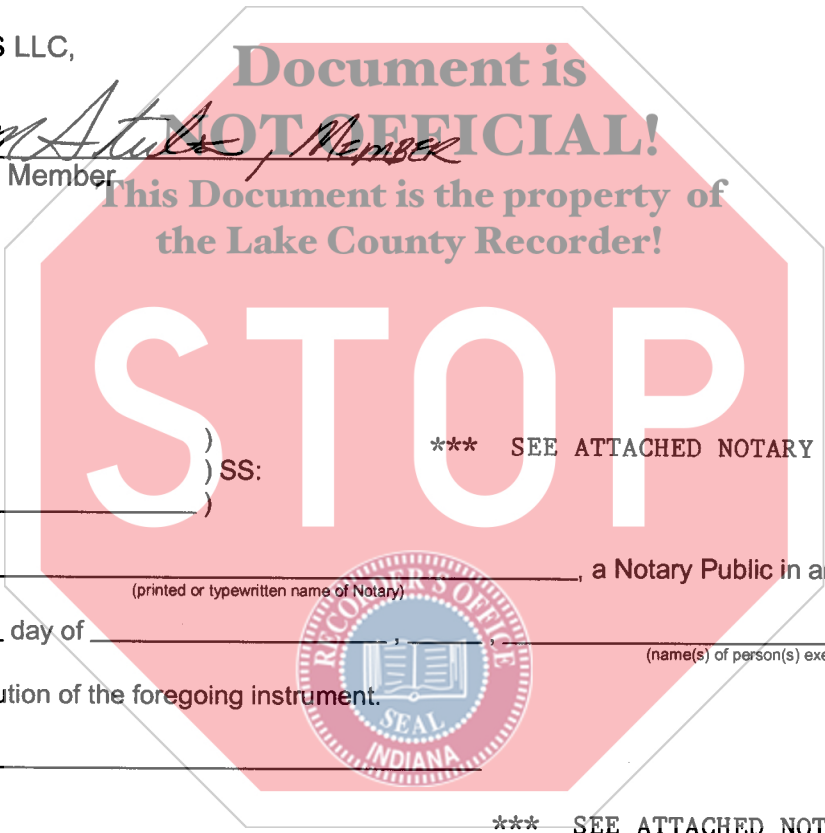 S LLC,
Document is
NOT OFFICIAL!
, MEMBER
Member
This Document is the property of
the Lake County Recorder!
STOP
)
) SS:
)
*** SEE ATTACHED NOTARY
, a Notary Public in a
(printed or typewritten name of Notary)
day of , ,
(name(s) of person(s) exe
ution of the foregoing instrument.
RECORDER'S OFFICE
SEAL
INDIANA
*** SEE ATTACHED NOT